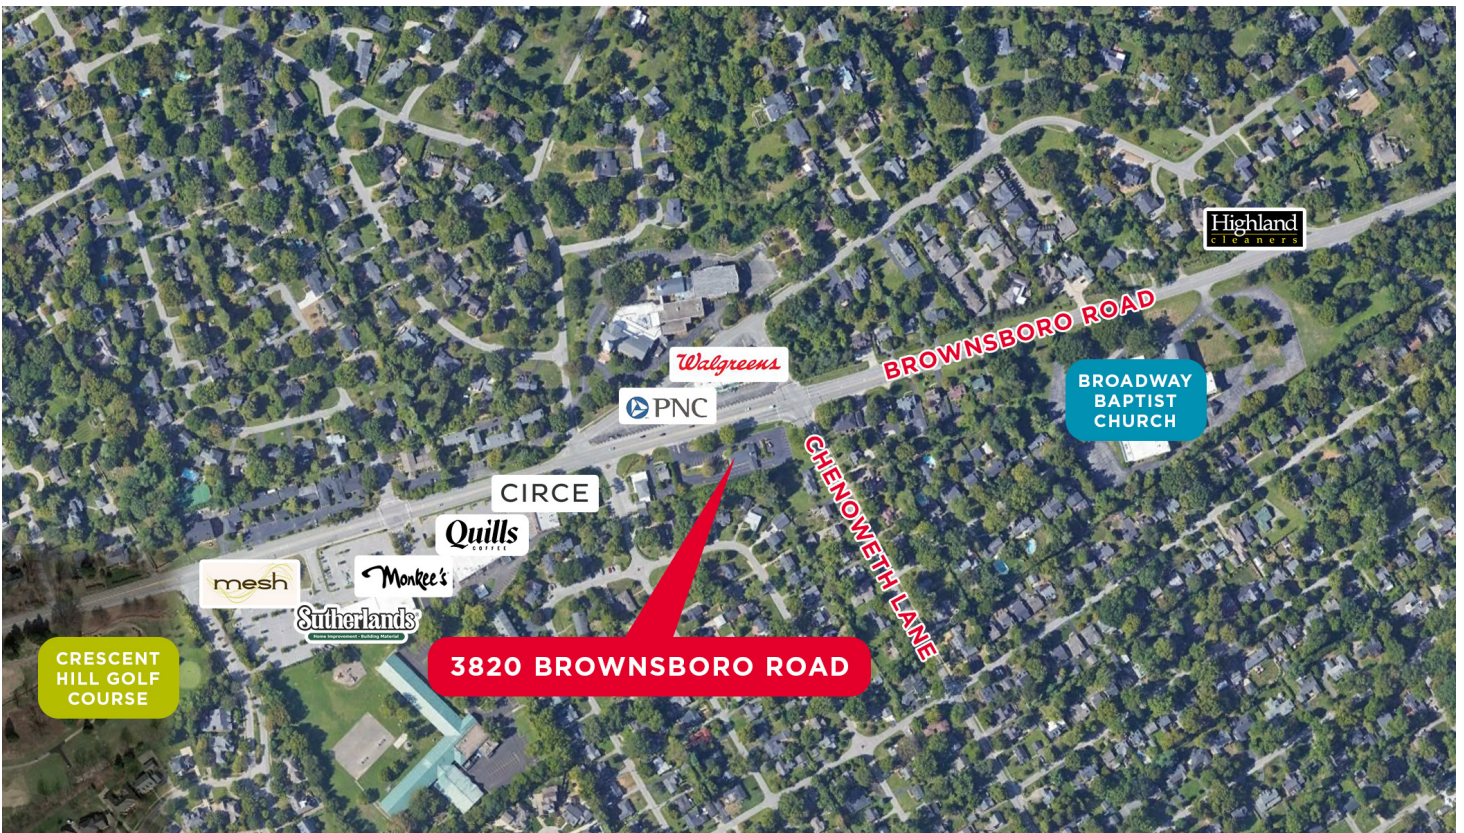 Highland
cleaners
BROWNSBORO ROAD
Walgreens
PNC
BROADWAY
BAPTIST
CHURCH
CHENOWETH LANE
CIRCE
Quills
COFFEE
mesh
Monkee's
Sutherlands
Home Improvement · Building Material
CRESCENT
HILL GOLF
COURSE
3820 BROWNSBORO ROAD